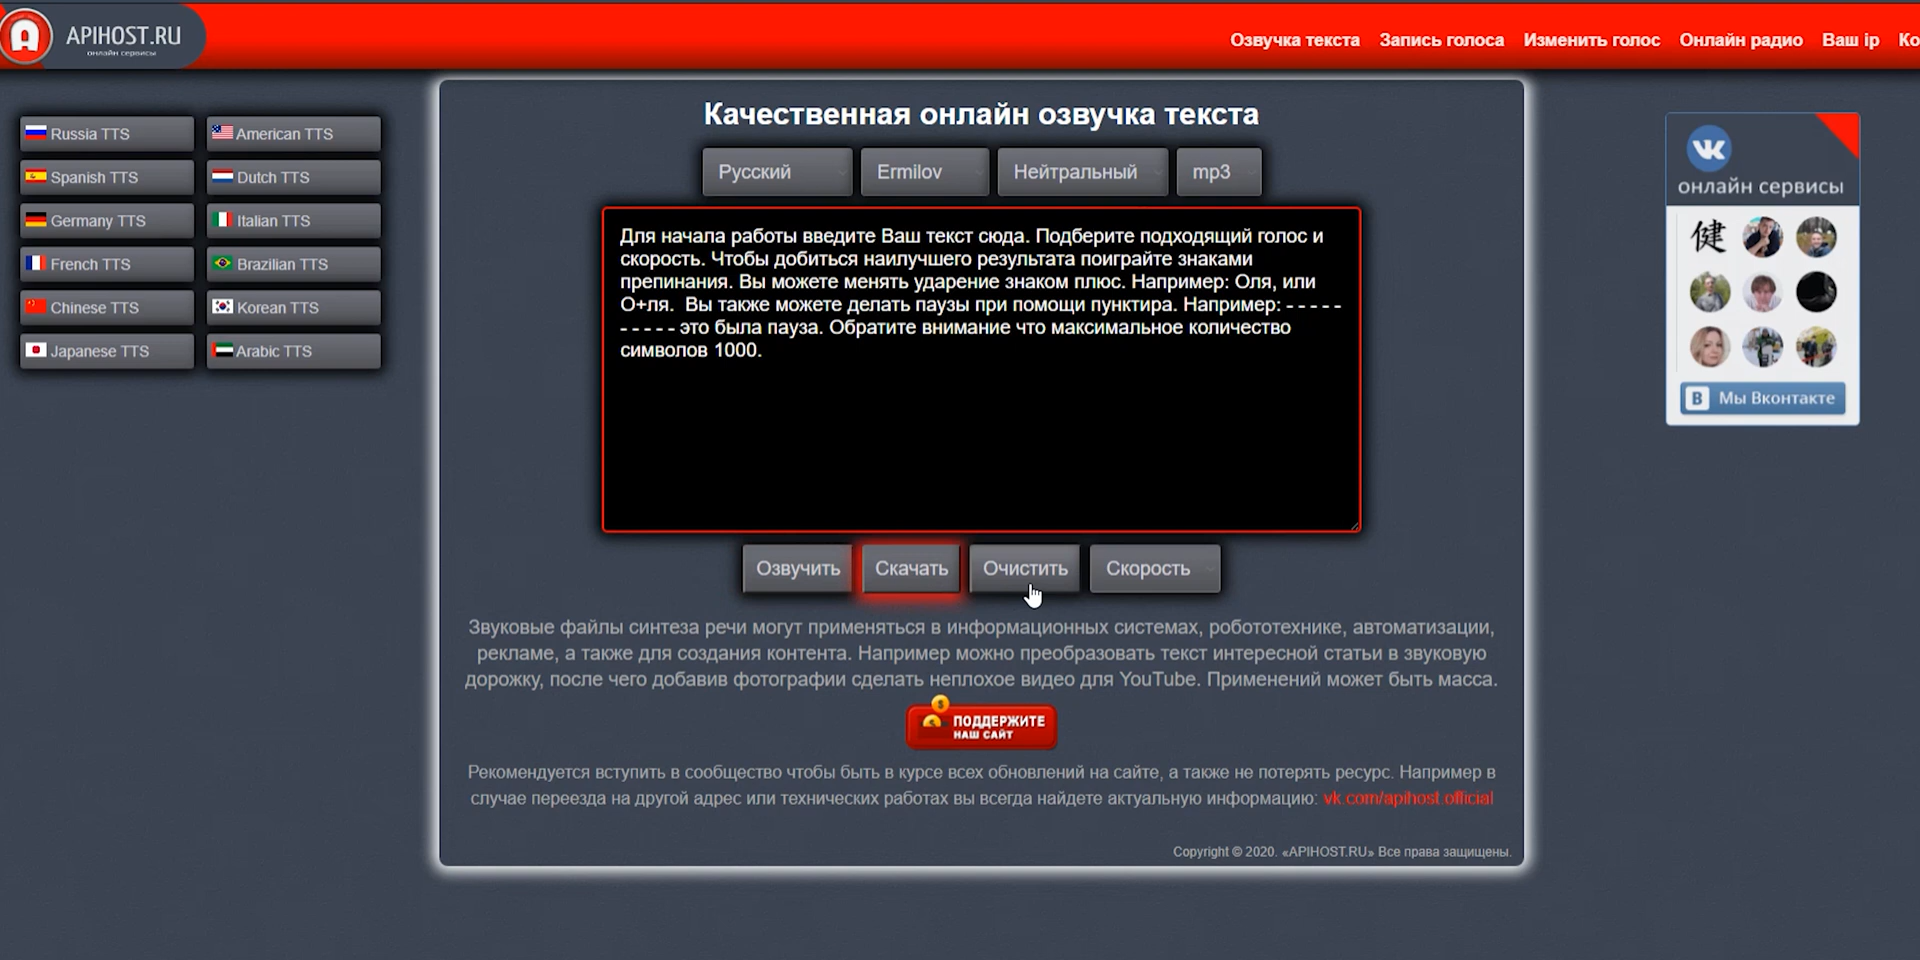 APIHOST.RU
онлайн сервисы
Озвучка текста Запись голоса Изменить голос Онлайн радио Ваш ip Ко
Russia TTS
American TTS
Spanish TTS
Dutch TTS
Germany TTS
Italian TTS
French TTS
Brazilian TTS
Chinese TTS
Korean TTS
Japanese TTS
Arabic TTS
Качественная онлайн озвучка текста
Русский Ermilov Нейтральный mp3
Для начала работы введите Ваш текст сюда. Подберите подходящий голос и
скорость. Чтобы добиться наилучшего результата поиграйте знаками
препинания. Вы можете менять ударение знаком плюс. Например: Оля, или
О+ля.  Вы также можете делать паузы при помощи пунктира. Например: - - - - -
- - - - - это была пауза. Обратите внимание что максимальное количество
символов 1000.
Озвучить Скачать Очистить Скорость
Звуковые файлы синтеза речи могут применяться в информационных системах, робототехнике, автоматизации,
рекламе, а также для создания контента. Например можно преобразовать текст интересной статьи в звуковую
дорожку, после чего добавив фотографии сделать неплохое видео для YouTube. Применений может быть масса.
ПОДДЕРЖИТЕ
НАШ САЙТ
Рекомендуется вступить в сообщество чтобы быть в курсе всех обновлений на сайте, а также не потерять ресурс. Например в
случае переезда на другой адрес или технических работах вы всегда найдете актуальную информацию: vk.com/apihost.official
Copyright © 2020. «APIHOST.RU» Все права защищены.
онлайн сервисы
健
В Мы Вконтакте